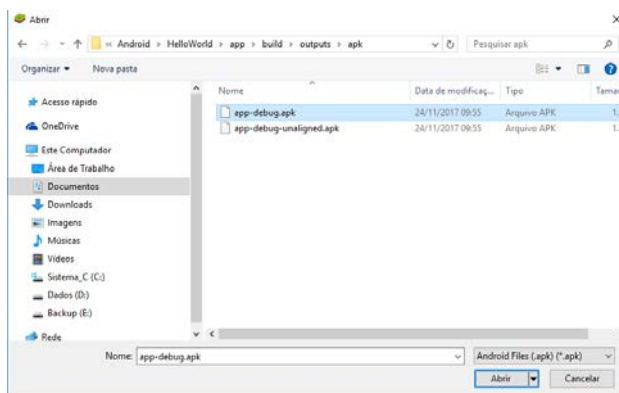 Abrir
« Android > HelloWorld > app > build > outputs > apk
Pesquisar apk
Organizar
Nova pasta
Nome
Data de modificaç...
Tipo
Tama
app-debug.apk
24/11/2017 09:55
Arquivo APK
1.
app-debug-unaligned.apk
24/11/2017 09:55
Arquivo APK
1.
Acesso rápido
OneDrive
Este Computador
Área de Trabalho
Documentos
Downloads
Imagens
Músicas
Vídeos
Sistema_C (C:)
Dados (D:)
Backup (E:)
Rede
Nome: app-debug.apk
Android Files (.apk) (*.apk)
Abrir
Cancelar